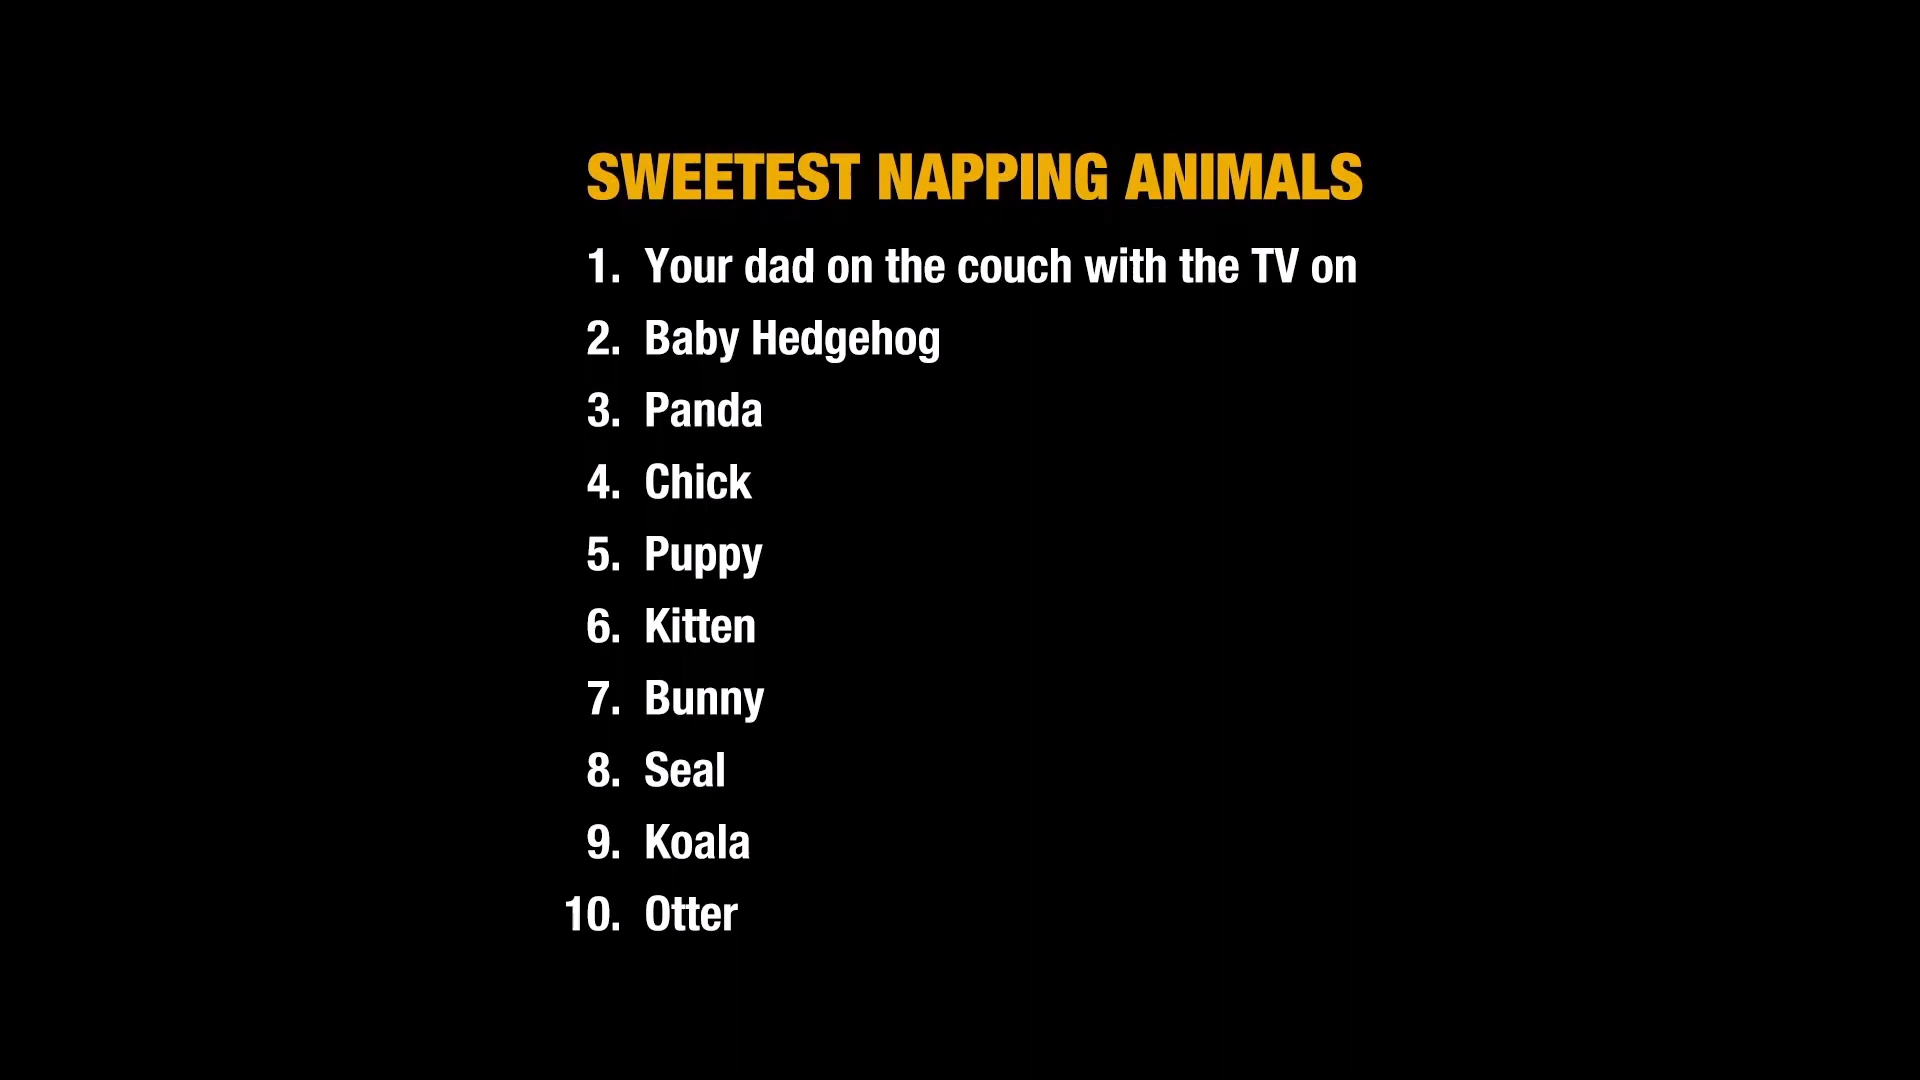 SWEETEST NAPPING ANIMALS
1. Your dad on the couch with the TV on
2. Baby Hedgehog
3. Panda
4. Chick
5. Puppy
6. Kitten
7. Bunny
8. Seal
9. Koala
10. Otter